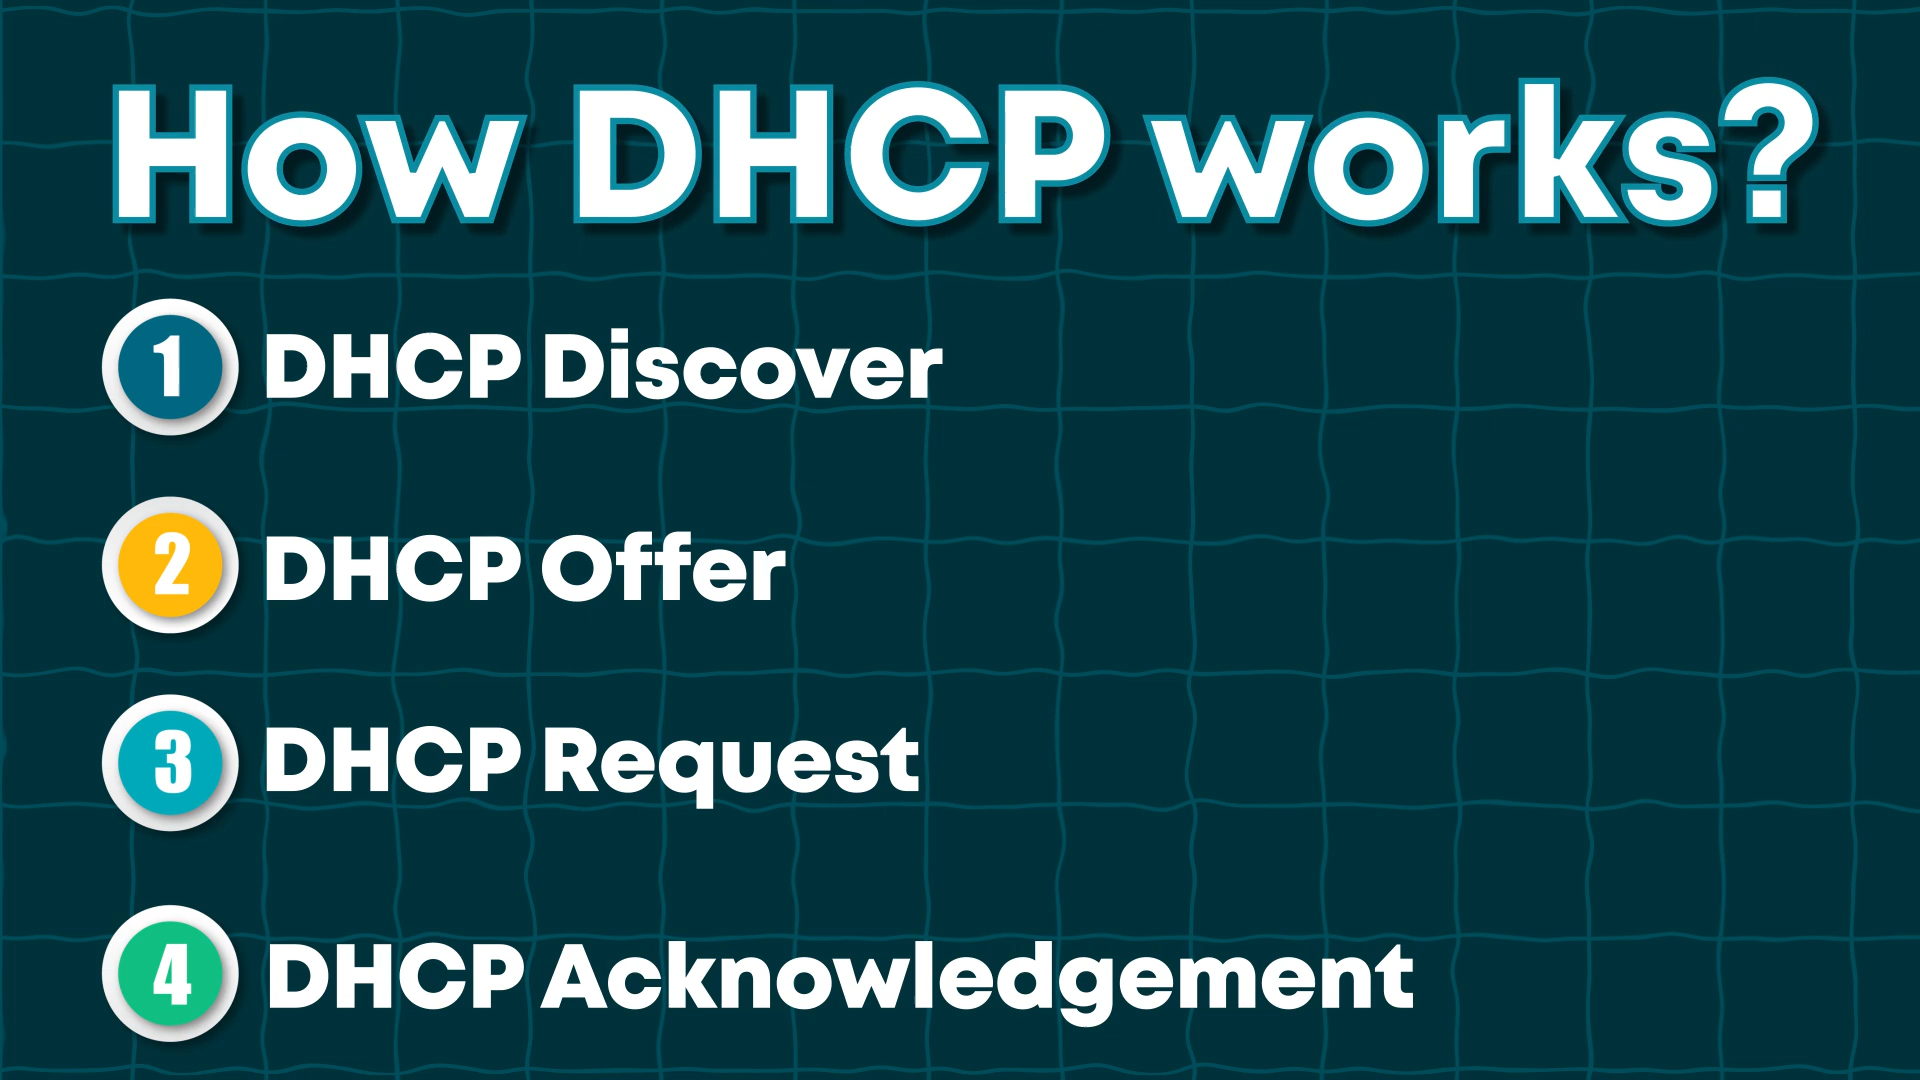 How DHCP works?
1 DHCP Discover
2 DHCP Offer
3 DHCP Request
4 DHCP Acknowledgement